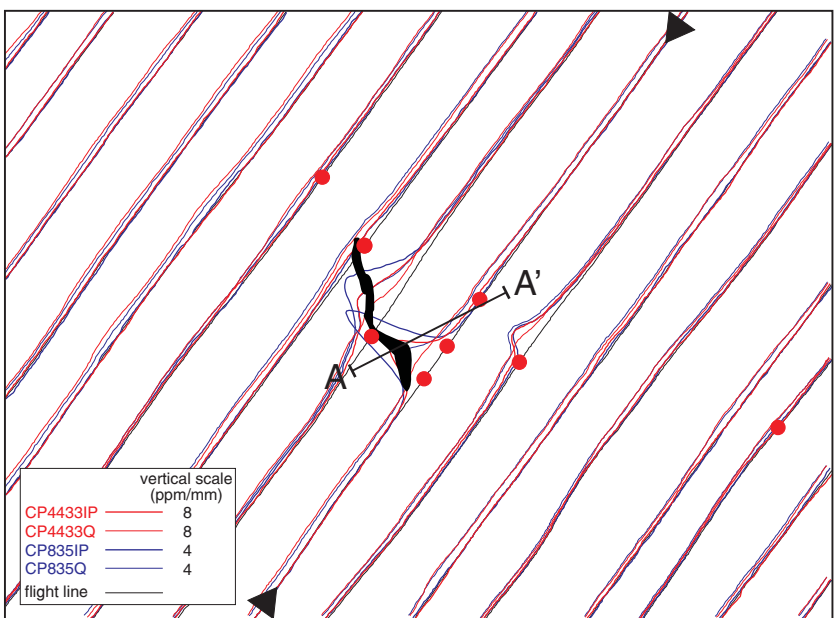 A'
A
vertical scale
(ppm/mm)
CP4433IP 8
CP4433Q 8
CP835IP 4
CP835Q 4
flight line